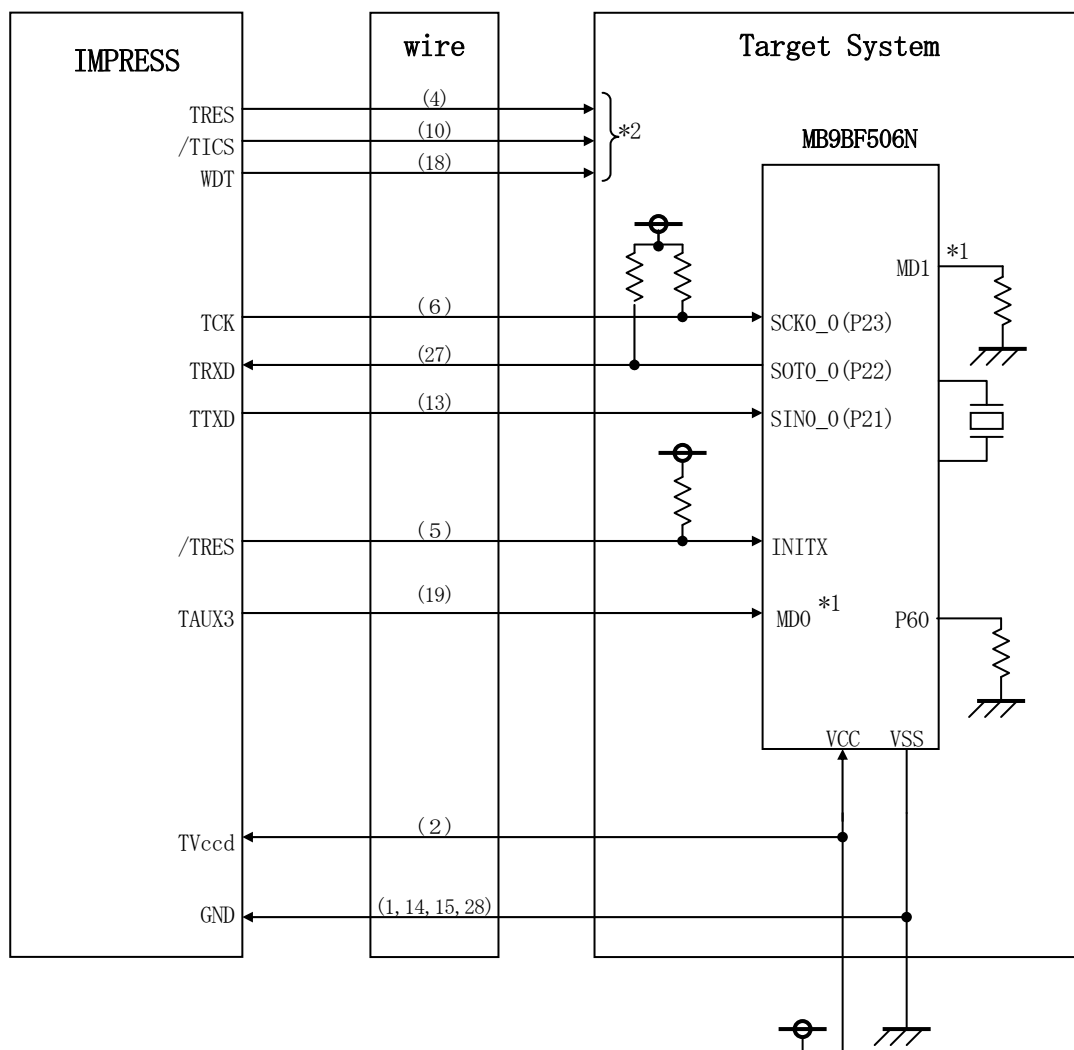 IMPRESS
wire
Target System
TRES
(4)
*2
/TICS
(10)
WDT
(18)
MB9BF506N
MD1
*1
TCK
(6)
SCK0_0(P23)
TRXD
(27)
SOT0_0(P22)
TTXD
(13)
SIN0_0(P21)
/TRES
(5)
INITX
TAUX3
(19)
MD0
*1
P60
VCC
VSS
TVccd
(2)
GND
(1,14,15,28)